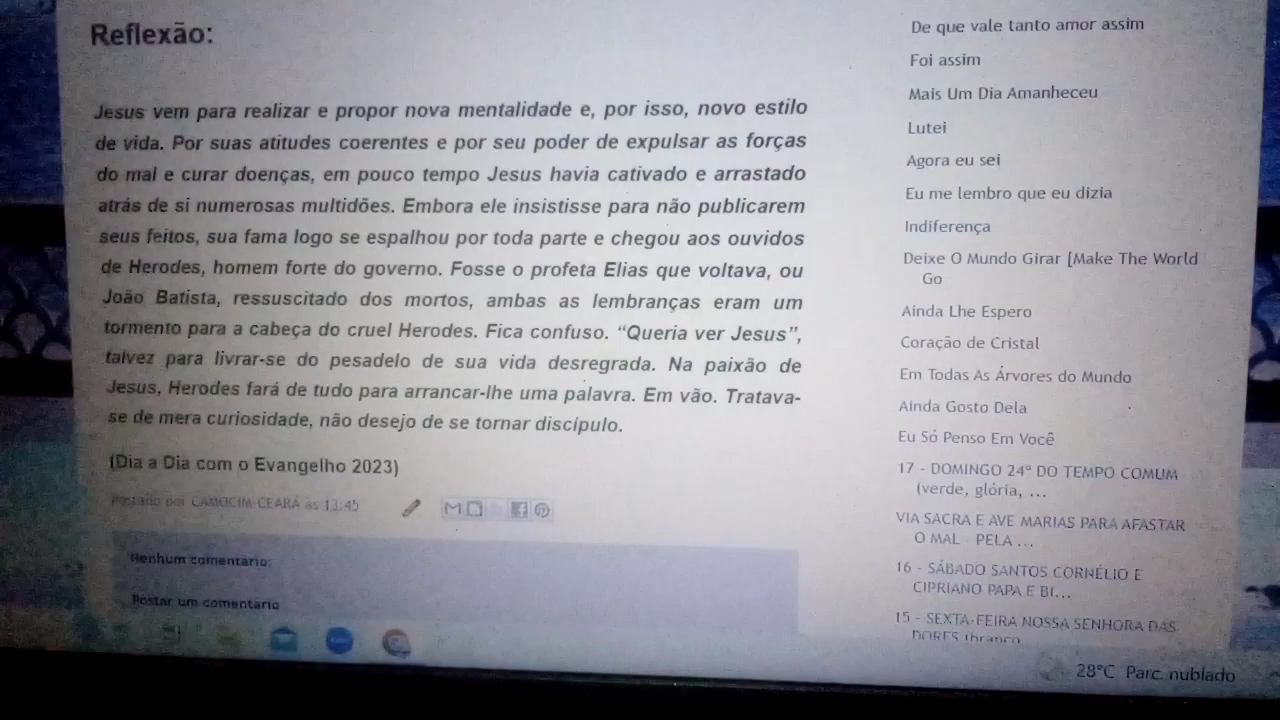 Reflexão:
Jesus vem para realizar e propor nova mentalidade e, por isso, novo estilo
de vida. Por suas atitudes coerentes e por seu poder de expulsar as forças
do mal e curar doenças, em pouco tempo Jesus havia cativado e arrastado
atrás de si numerosas multidões. Embora ele insistisse para não publicarem
seus feitos, sua fama logo se espalhou por toda parte e chegou aos ouvidos
de Herodes, homem forte do governo. Fosse o profeta Elias que voltava, ou
João Batista, ressuscitado dos mortos, ambas as lembranças eram um
tormento para a cabeça do cruel Herodes. Fica confuso. “Queria ver Jesus”,
talvez para livrar-se do pesadelo de sua vida desregrada. Na paixão de
Jesus, Herodes fará de tudo para arrancar-lhe uma palavra. Em vão. Tratava-
se de mera curiosidade, não desejo de se tornar discípulo.
(Dia a Dia com o Evangelho 2023)
Postado por CAMOCIM-CEARÁ às 13:45
Nenhum comentário:
Postar um comentário
De que vale tanto amor assim
Foi assim
Mais Um Dia Amanheceu
Lutei
Agora eu sei
Eu me lembro que eu dizia
Indiferença
Deixe O Mundo Girar [Make The World
Go
Ainda Lhe Espero
Coração de Cristal
Em Todas As Árvores do Mundo
Ainda Gosto Dela
Eu Só Penso Em Você
17 - DOMINGO 24º DO TEMPO COMUM
(verde, glória, ...
VIA SACRA E AVE MARIAS PARA AFASTAR
O MAL - PELA ...
16 - SÁBADO SANTOS CORNÉLIO E
CIPRIANO PAPA E BI...
15 - SEXTA-FEIRA NOSSA SENHORA DAS
DORES (branco
28°C Parc. nublado